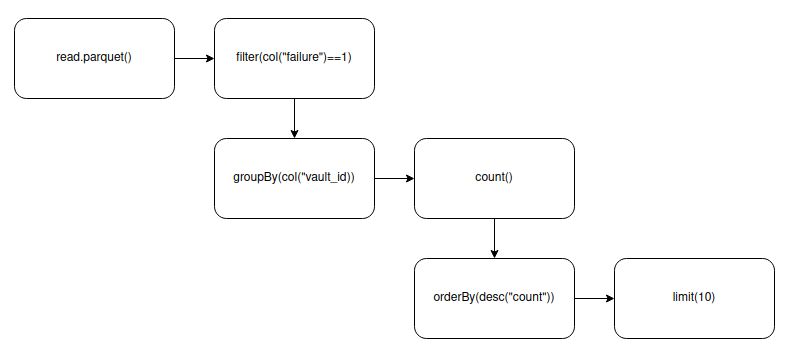 read.parquet()
filter(col("failure")==1)
groupBy(col("vault_id))
count()
orderBy(desc("count"))
limit(10)